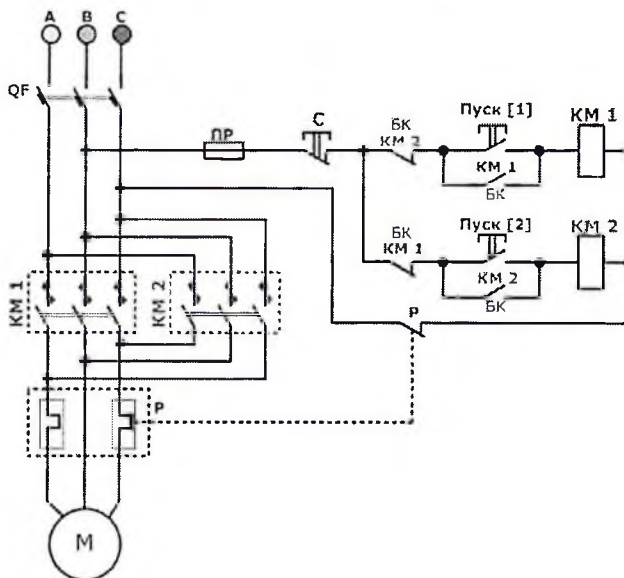 A B C
QF
ПР
С
БК
КМ 2
Пуск [1]
КМ 1
КМ 1
БК
БК
КМ 1
Пуск [2]
КМ 2
КМ 2
БК
КМ 1
КМ 2
Р
Р
М